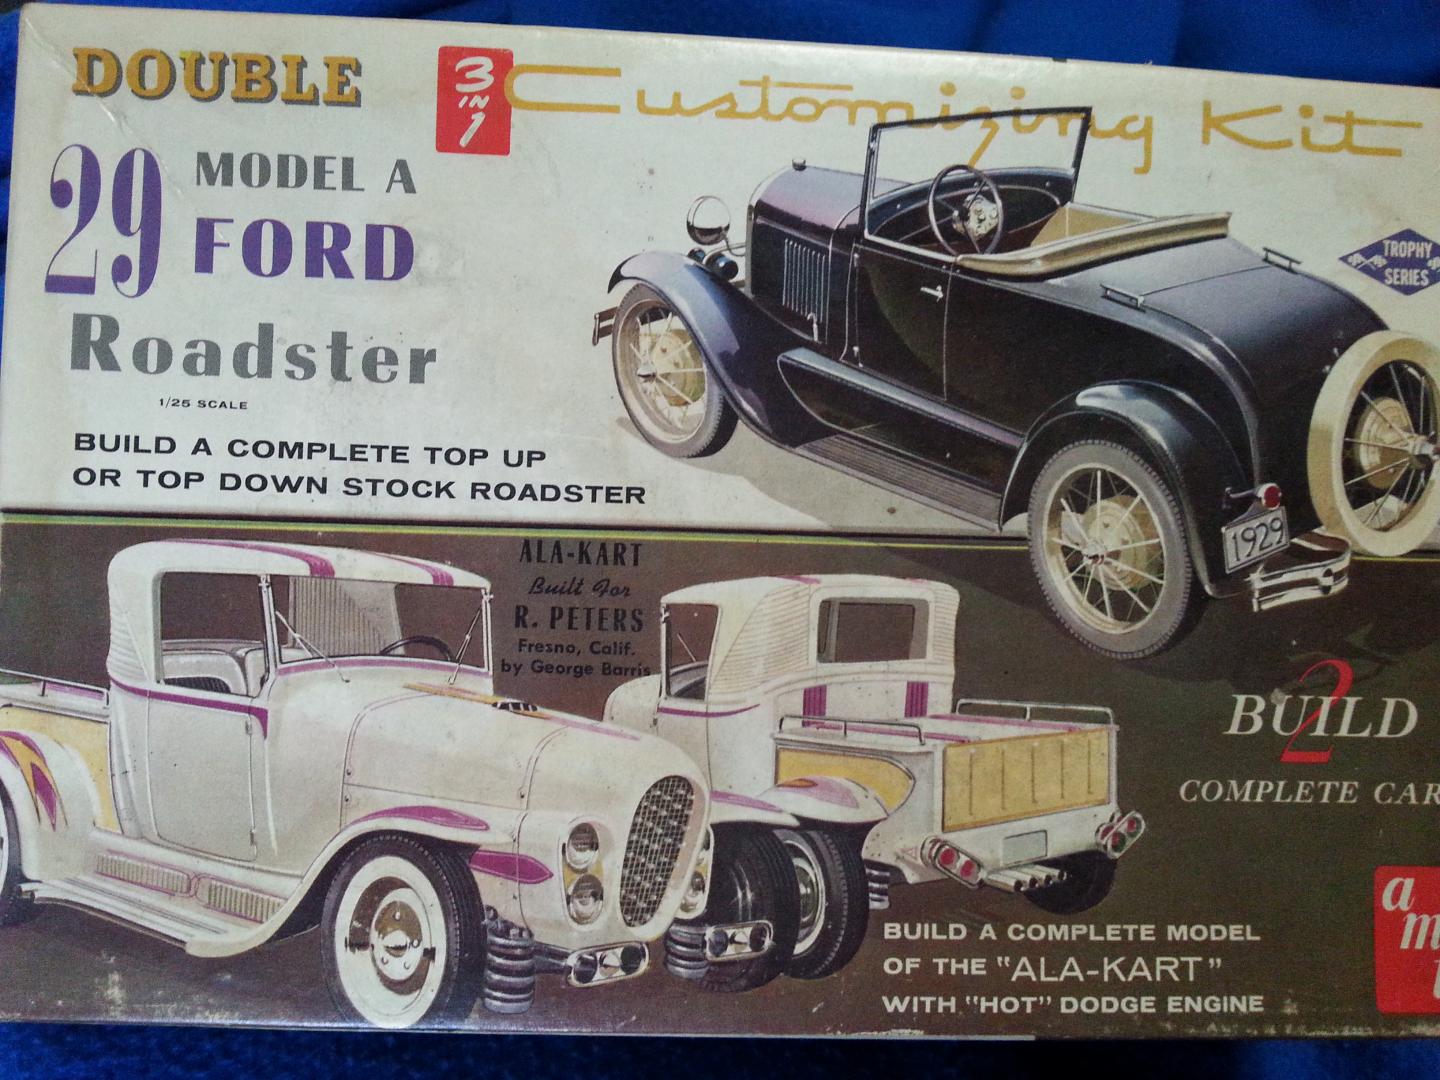 DOUBLE
3 IN 1
Customizing Kit
29 MODEL A
FORD
Roadster
1/25 SCALE
BUILD A COMPLETE TOP UP
OR TOP DOWN STOCK ROADSTER
TROPHY
SERIES
1929
ALA-KART
Built For
R. PETERS
Fresno, Calif.
by George Barris
BUILD 2
COMPLETE CAR
BUILD A COMPLETE MODEL
OF THE "ALA-KART"
WITH "HOT" DODGE ENGINE
amt